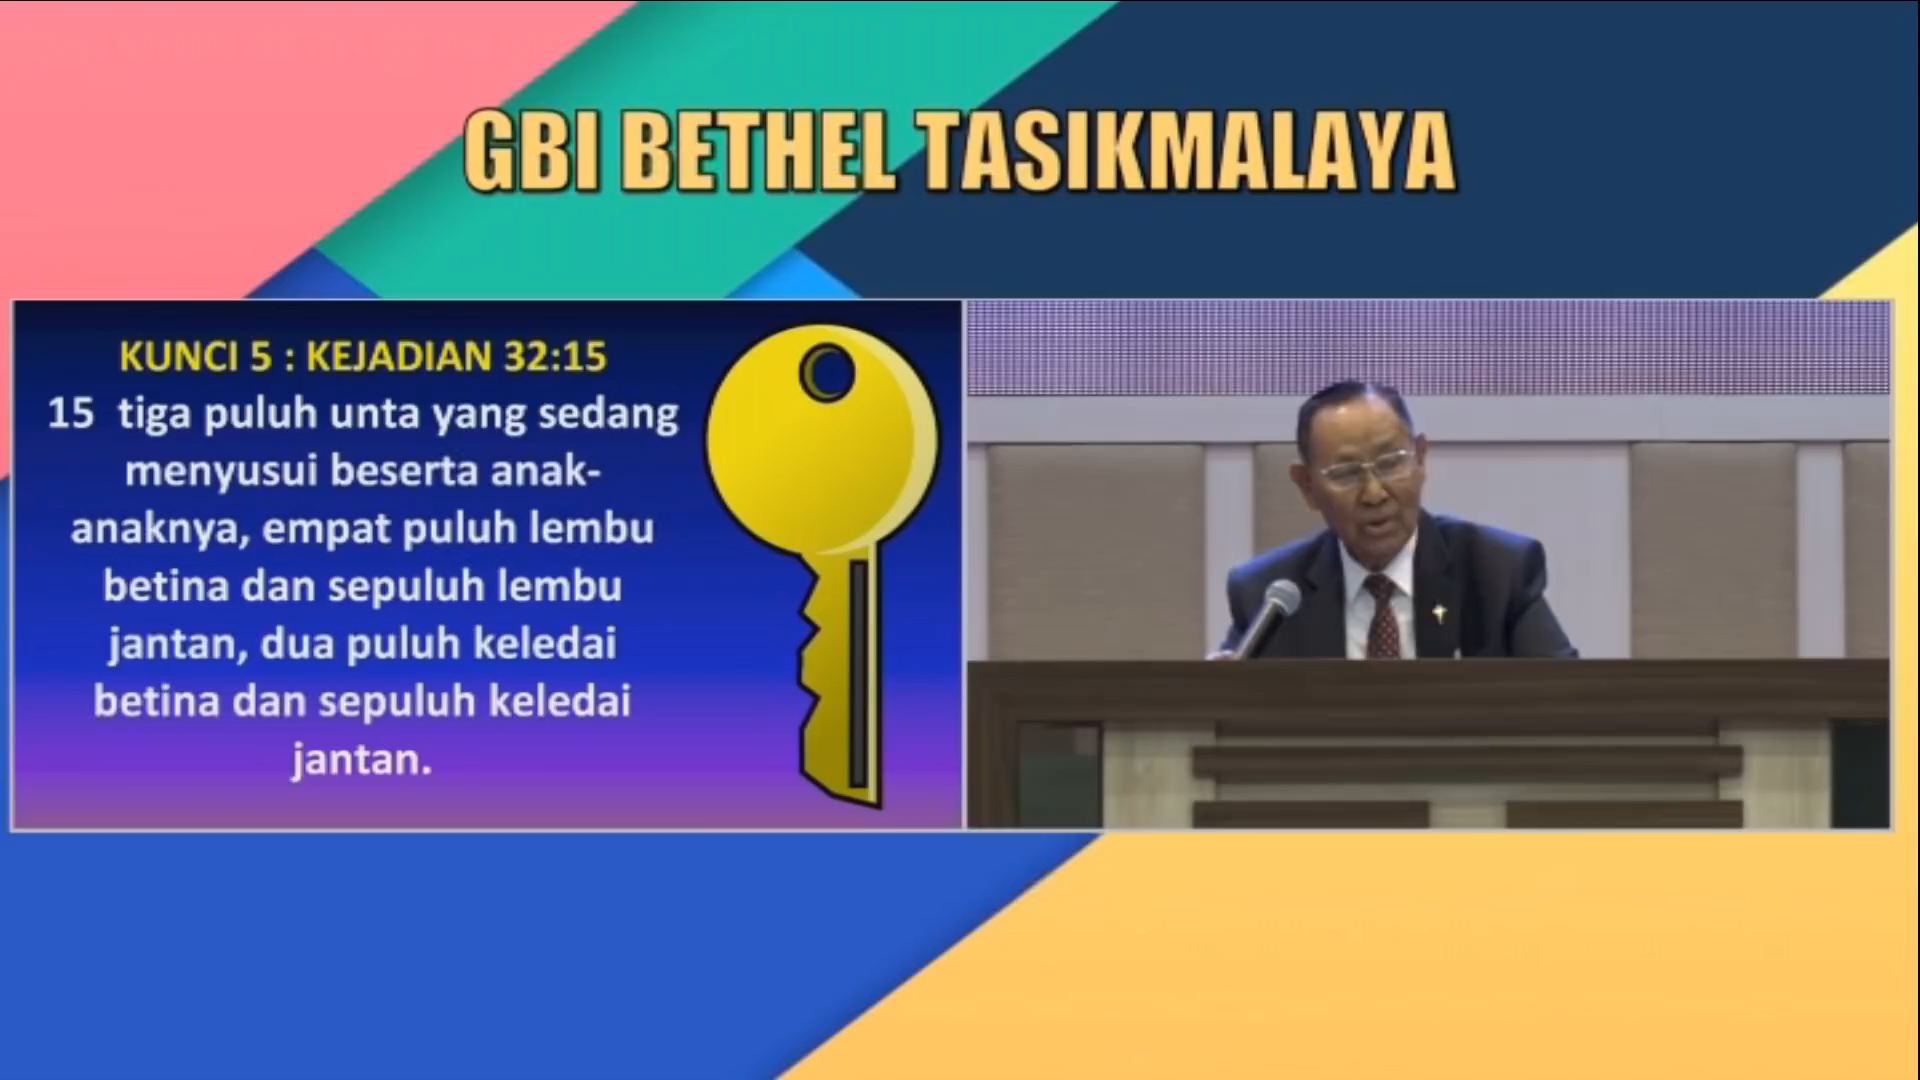 GBI BETHEL TASIKMALAYA
KUNCI 5 : KEJADIAN 32:15
15 tiga puluh unta yang sedang
menyusui beserta anak-
anaknya, empat puluh lembu
betina dan sepuluh lembu
jantan, dua puluh keledai
betina dan sepuluh keledai
jantan.